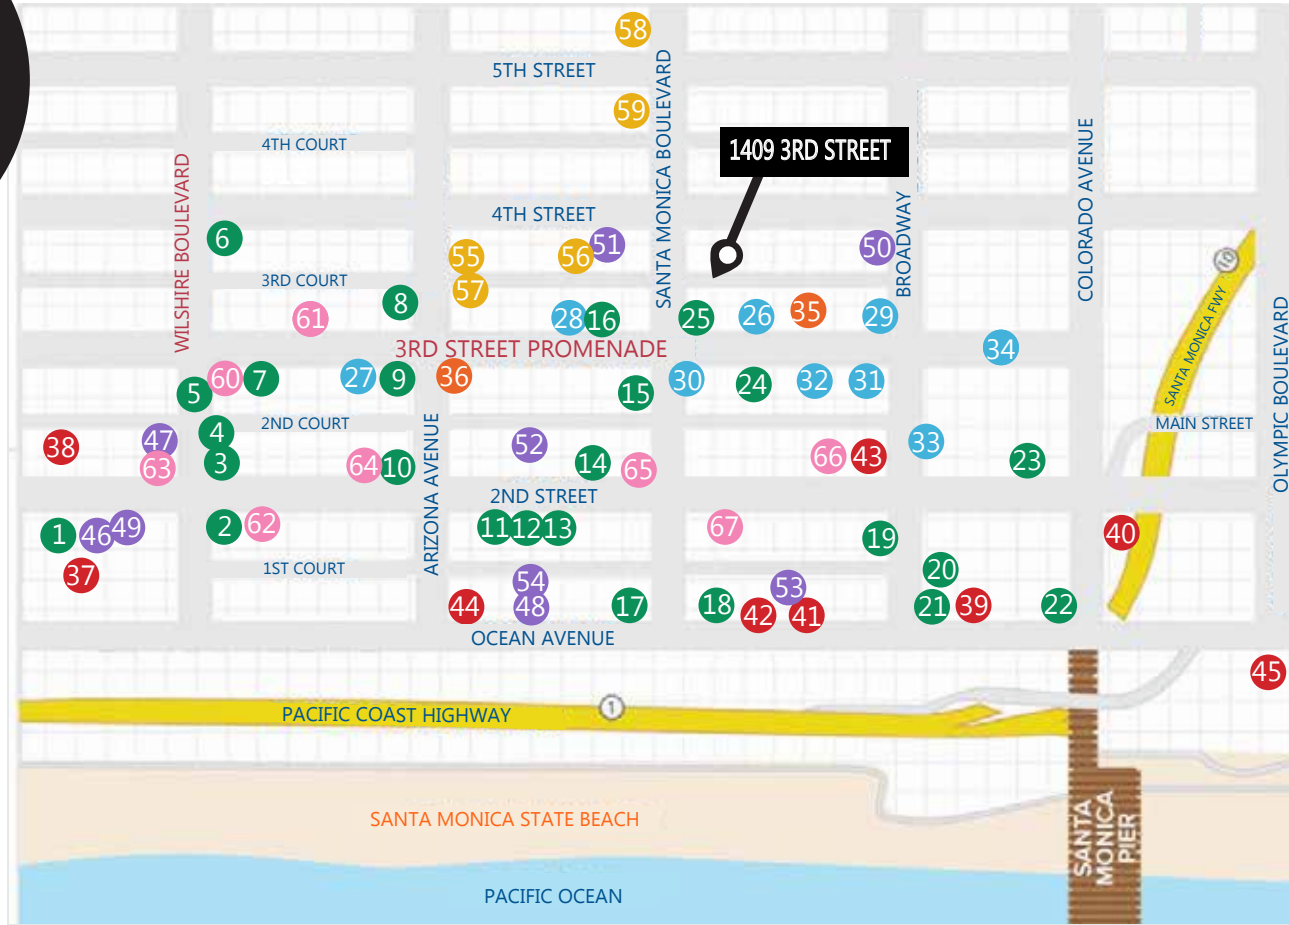 58
5TH STREET
59
SANTA MONICA BOULEVARD
4TH COURT
1409 3RD STREET
COLORADO AVENUE
WILSHIRE BOULEVARD
BROADWAY
4TH STREET
6
51
50
55
56
3RD COURT
57
10
SANTA MONICA FWY
OLYMPIC BOULEVARD
8
61
28
16
25
26
35
29
3RD STREET PROMENADE
34
5
60
7
27
9
36
15
30
24
32
31
38
47
4
2ND COURT
ARIZONA AVENUE
52
33
MAIN STREET
63
3
64
10
14
65
66
43
23
2ND STREET
1
46
49
2
62
11
12
13
67
19
40
37
1ST COURT
54
53
20
44
48
17
18
42
41
21
39
22
OCEAN AVENUE
45
PACIFIC COAST HIGHWAY
1
SANTA MONICA STATE BEACH
SANTA
MONICA
PIER
PACIFIC OCEAN